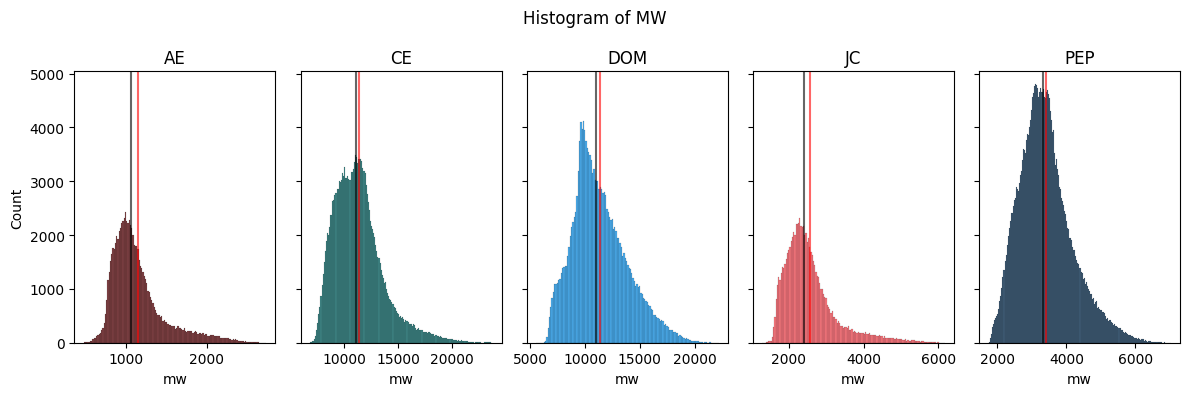 Histogram of MW
AE
CE
DOM
JC
PEP
Count
5000
4000
3000
2000
1000
0
1000 2000
10000 15000 20000
5000 10000 15000 20000
2000 4000 6000
2000 4000 6000
mw
mw
mw
mw
mw